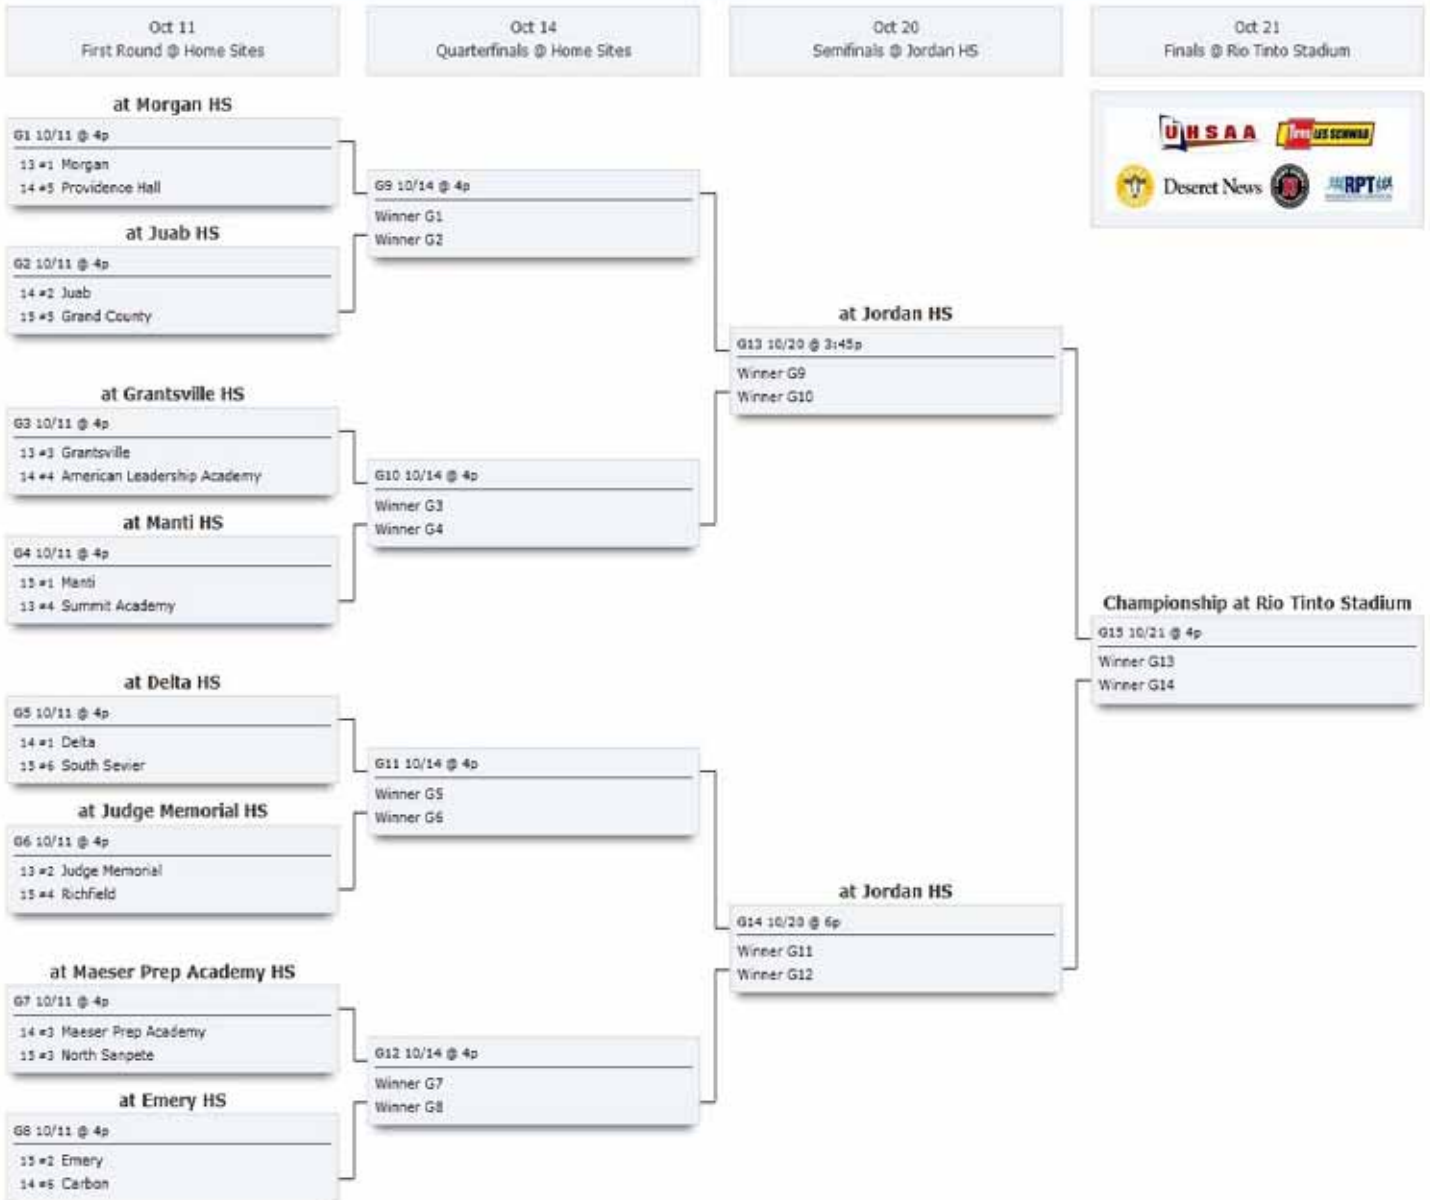 Oct 11
First Round @ Home Sites
Oct 14
Quarterfinals @ Home Sites
Oct 20
Semifinals @ Jordan HS
Oct 21
Finals @ Rio Tinto Stadium
UHSAA
LES SCHWAB
Deseret News
RPT
at Morgan HS
G1 10/11 @ 4p
13 #1 Morgan
14 #5 Providence Hall
at Juab HS
G2 10/11 @ 4p
14 #2 Juab
15 #5 Grand County
at Grantsville HS
G3 10/11 @ 4p
13 #3 Grantsville
14 #4 American Leadership Academy
at Manti HS
G4 10/11 @ 4p
15 #1 Manti
13 #4 Summit Academy
at Delta HS
G5 10/11 @ 4p
14 #1 Delta
15 #6 South Sevier
at Judge Memorial HS
G6 10/11 @ 4p
13 #2 Judge Memorial
15 #4 Richfield
at Maeser Prep Academy HS
G7 10/11 @ 4p
14 #3 Maeser Prep Academy
15 #3 North Sanpete
at Emery HS
G8 10/11 @ 4p
15 #2 Emery
14 #6 Carbon
G9 10/14 @ 4p
Winner G1
Winner G2
G10 10/14 @ 4p
Winner G3
Winner G4
G11 10/14 @ 4p
Winner G5
Winner G6
G12 10/14 @ 4p
Winner G7
Winner G8
at Jordan HS
G13 10/20 @ 3:45p
Winner G9
Winner G10
at Jordan HS
G14 10/20 @ 6p
Winner G11
Winner G12
Championship at Rio Tinto Stadium
G15 10/21 @ 4p
Winner G13
Winner G14